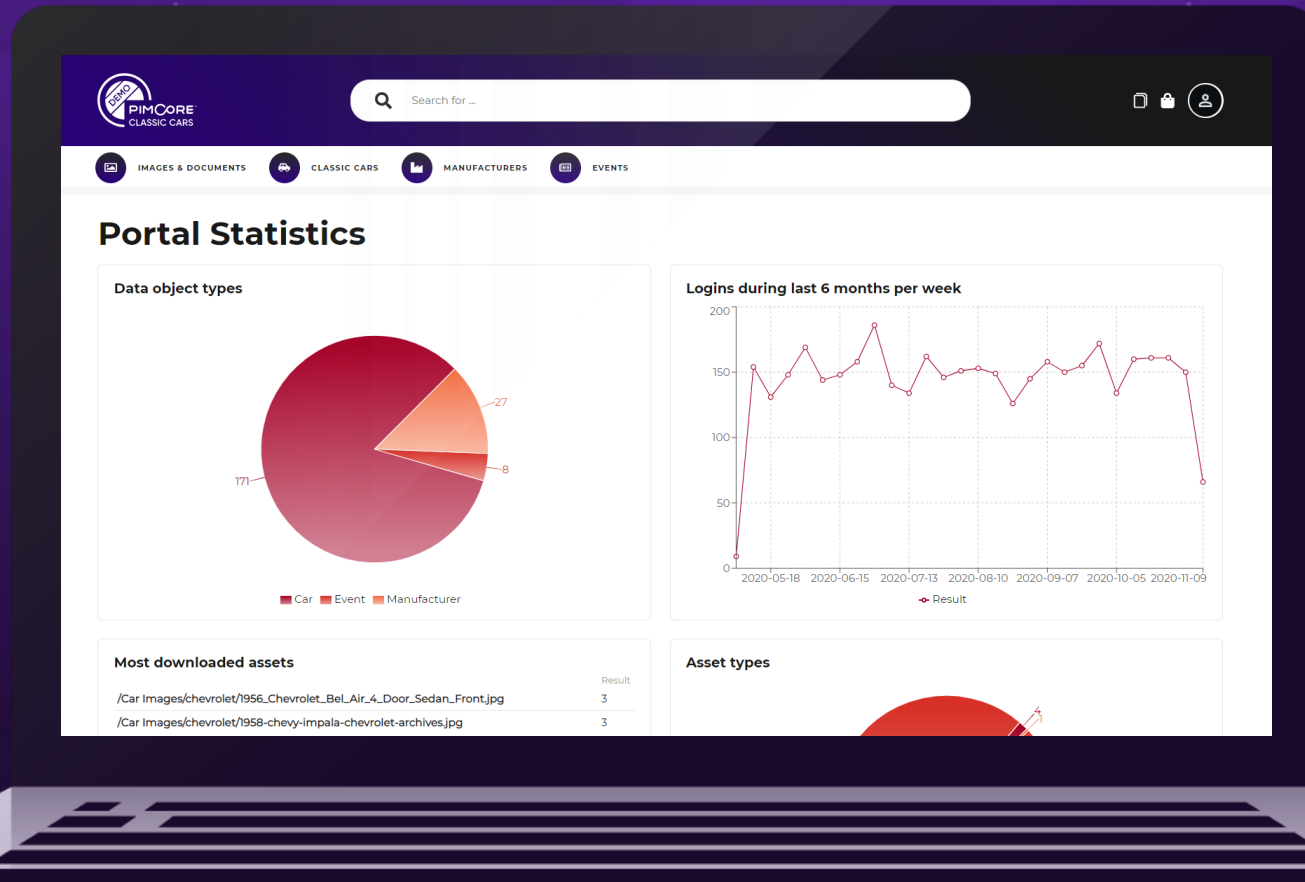 DEMO
PIMCORE
CLASSIC CARS
Search for ...
IMAGES & DOCUMENTS
CLASSIC CARS
MANUFACTURERS
EVENTS
Portal Statistics
Data object types
27
8
171
Car Event Manufacturer
Logins during last 6 months per week
200
150
100
50
0
2020-05-18 2020-06-15 2020-07-13 2020-08-10 2020-09-07 2020-10-05 2020-11-09
Result
Most downloaded assets
Result
/Car Images/chevrolet/1956_Chevrolet_Bel_Air_4_Door_Sedan_Front.jpg 3
/Car Images/chevrolet/1958-chevy-impala-chevrolet-archives.jpg 3
Asset types
4
1